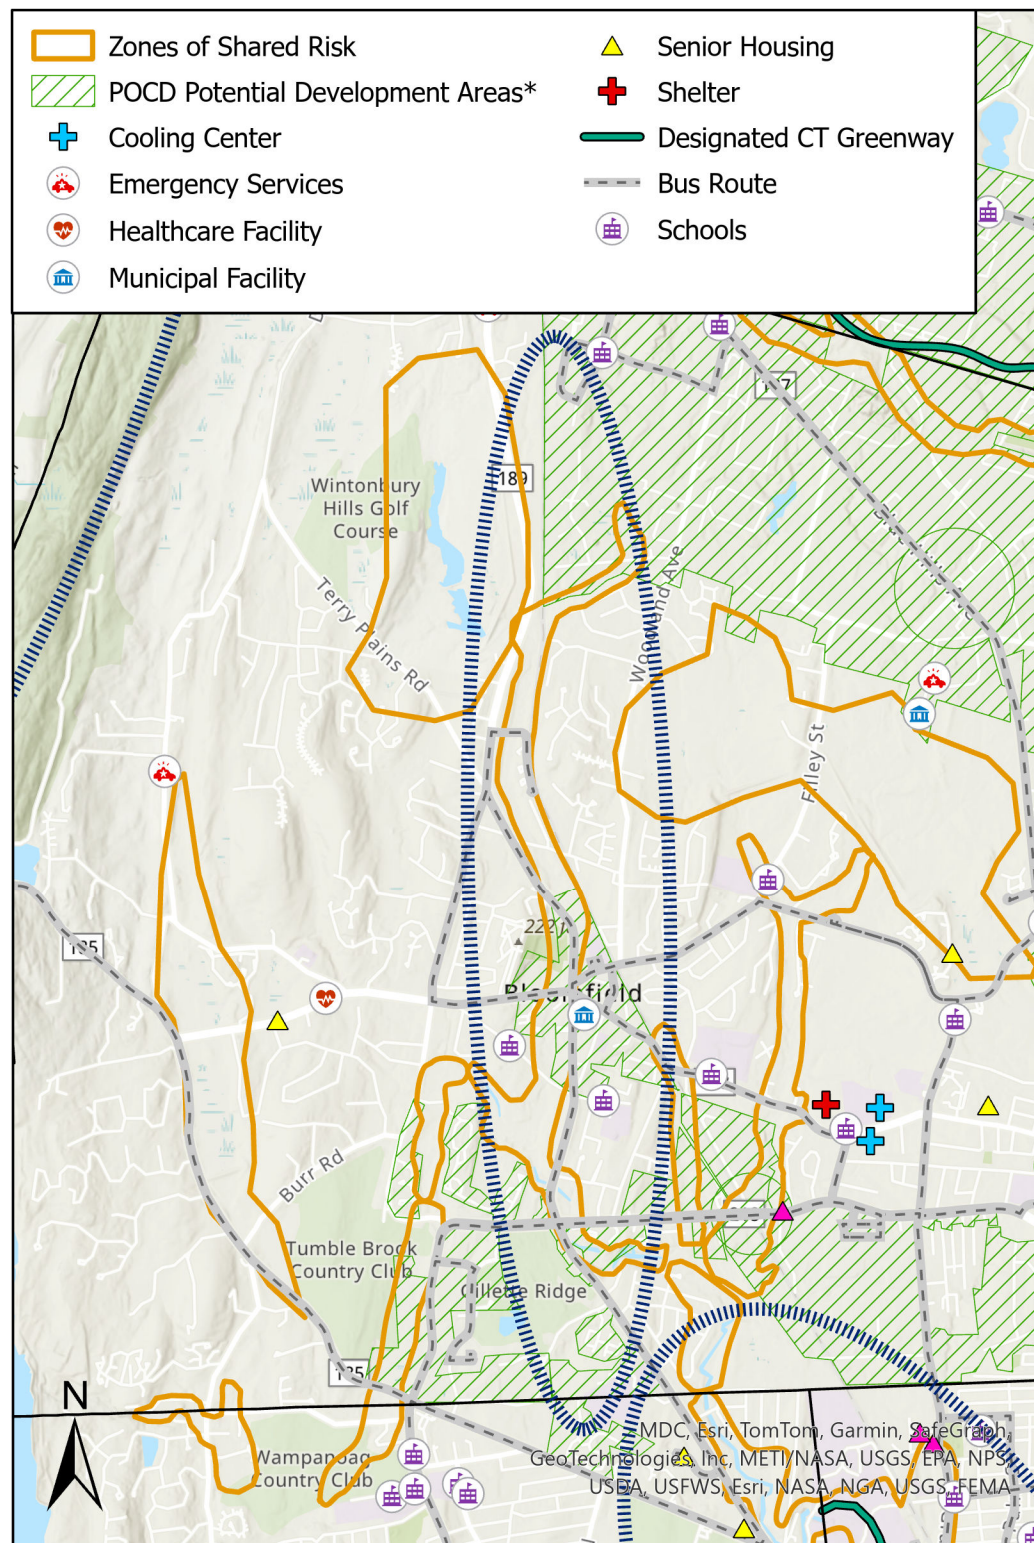 Zones of Shared Risk
POCD Potential Development Areas*
Cooling Center
Emergency Services
Healthcare Facility
Municipal Facility
Senior Housing
Shelter
Designated CT Greenway
Bus Route
Schools
189
Wintonbury
Hills Golf
Course
Terry Plains Rd
Woodland Ave
Filley St
185
Bloomfield
Burr Rd
Tumble Brook
Country Club
Gillette Ridge
185
N
Wampanoag
Country Club
MDC, Esri, TomTom, Garmin, SafeGraph,
GeoTechnologies, Inc, METI/NASA, USGS, EPA, NPS,
USDA, USFWS, Esri, NASA, NGA, USGS, FEMA